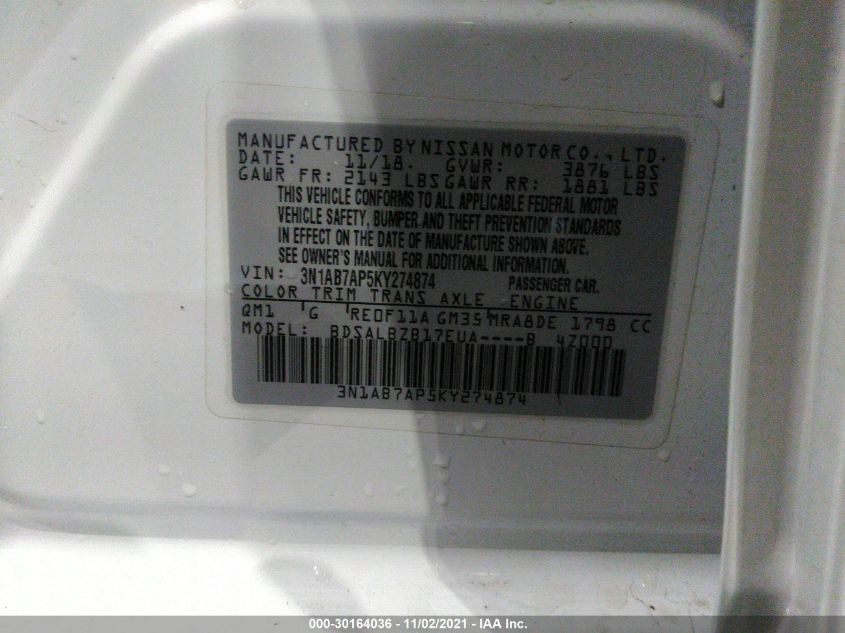 MANUFACTURED BY NISSAN MOTOR CO., LTD.
DATE: 11/18. GVWR: 3876 LBS
GAWR FR: 2143 LBS GAWR RR: 1881 LBS
THIS VEHICLE CONFORMS TO ALL APPLICABLE FEDERAL MOTOR
VEHICLE SAFETY, BUMPER AND THEFT PREVENTION STANDARDS
IN EFFECT ON THE DATE OF MANUFACTURE SHOWN ABOVE.
SEE OWNER'S MANUAL FOR ADDITIONAL INFORMATION.
VIN: 3N1AB7AP5KY274874 PASSENGER CAR.
COLOR TRIM TRANS AXLE ENGINE
QM1 G RE0F11A GM35 MRA8DE 1798 CC
MODEL: BDSALBZB17EUA----B 4Z000
3N1AB7AP5KY274874
000-30164036 - 11/02/2021 - IAA Inc.